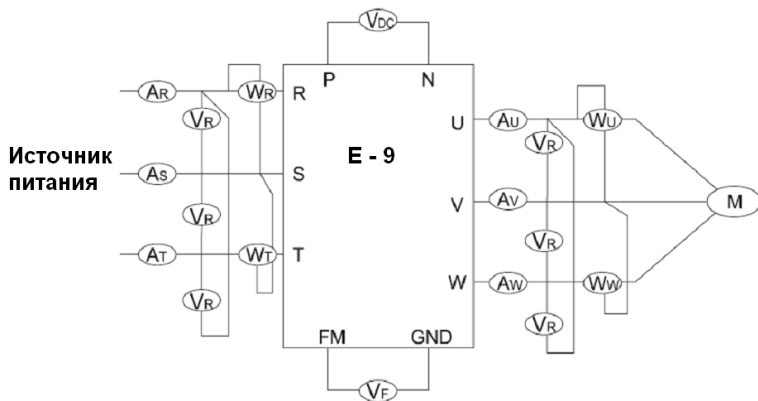 VDC
P N
AR VR WR R
U AU VR WU
Источник
питания
AS S
E - 9
V AV M
VR
VR
AT WT T
W AW WW
VR
VR
FM GND
VF